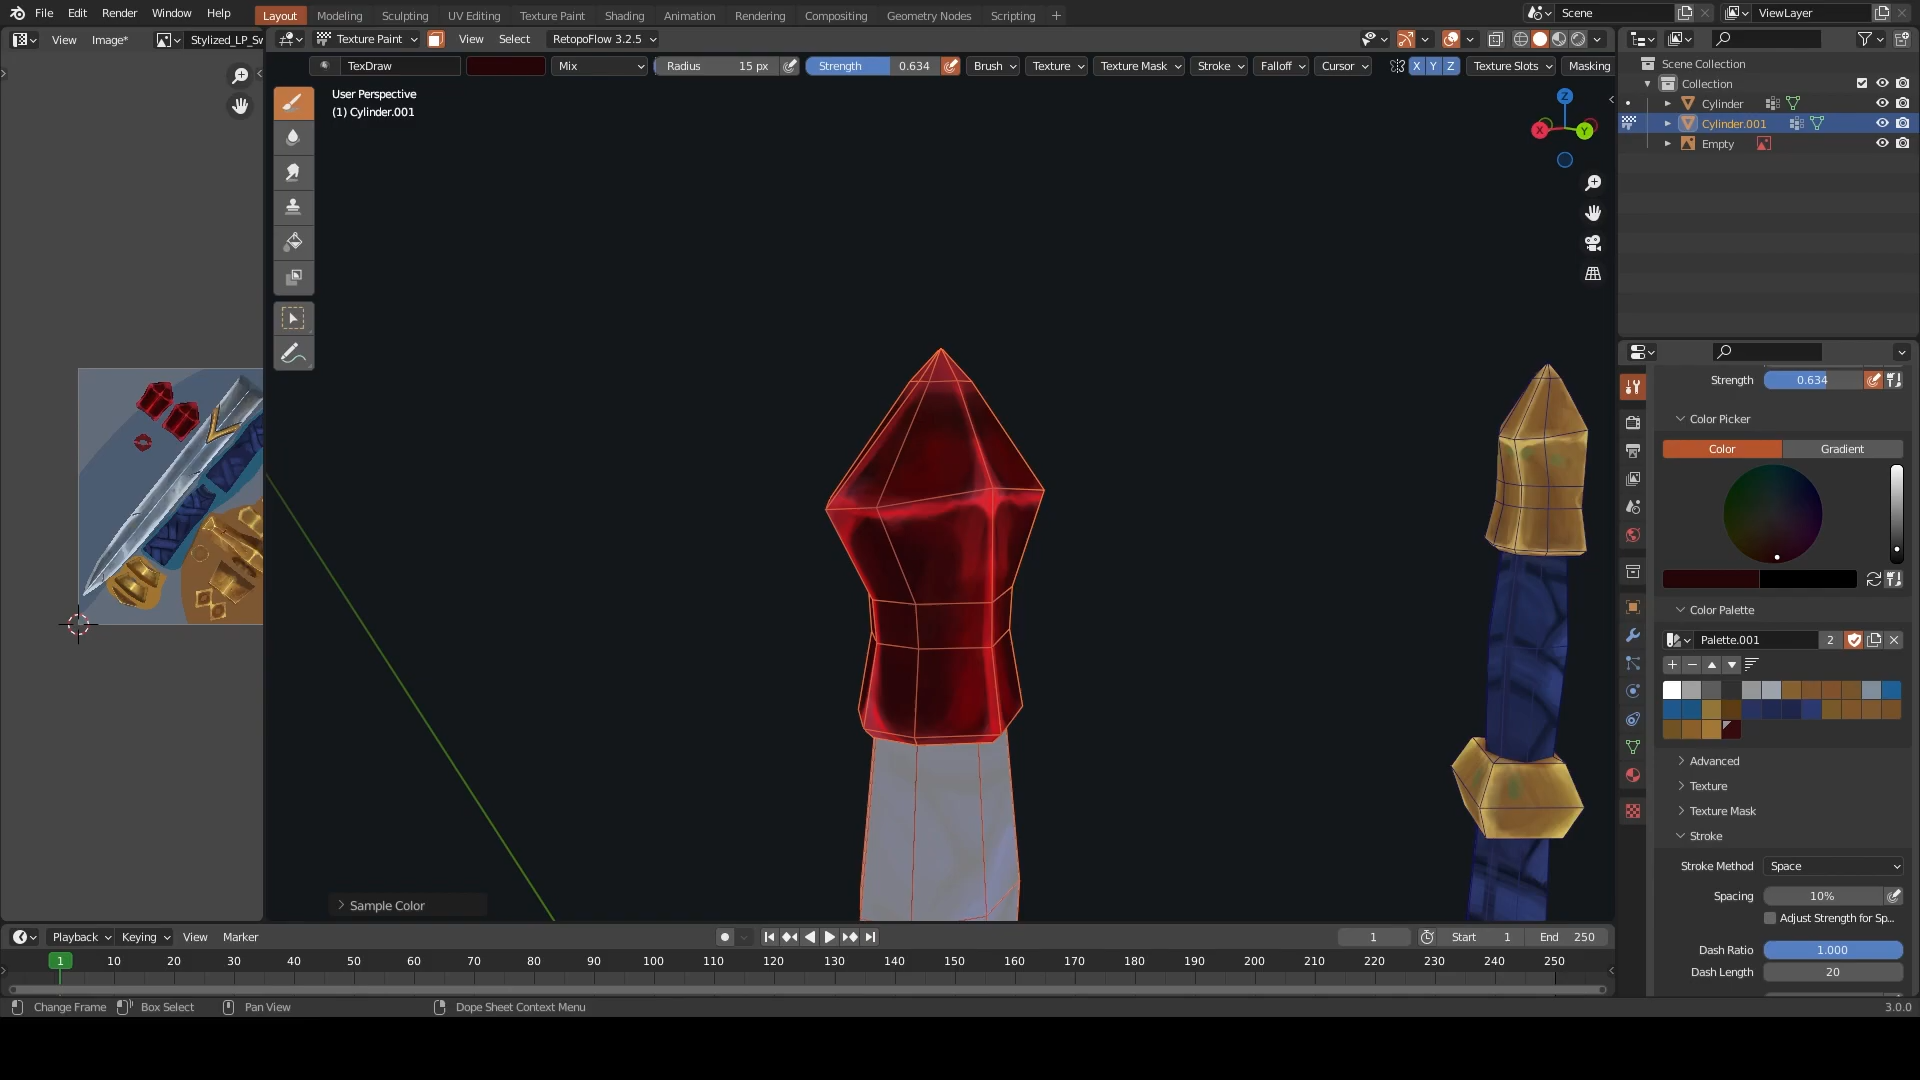 File Edit Render Window Help Layout Modeling Sculpting UV Editing Texture Paint Shading Animation Rendering Compositing Geometry Nodes Scripting + Scene ViewLayer
View Image* Stylized_LP_Sw Texture Paint View Select RetopoFlow 3.2.5
TexDraw Mix Radius 15 px Strength 0.634 Brush Texture Texture Mask Stroke Falloff Cursor X Y Z Texture Slots Masking
User Perspective
(1) Cylinder.001
Z
X
Y
Scene Collection
Collection
Cylinder
Cylinder.001
Empty
Strength 0.634
Color Picker
Color Gradient
Color Palette
Palette.001 2
Advanced
Texture
Texture Mask
Stroke
Stroke Method Space
Spacing 10%
Adjust Strength for Sp...
Dash Ratio 1.000
Dash Length 20
Sample Color
Playback Keying View Marker 1 Start 1 End 250
1 10 20 30 40 50 60 70 80 90 100 110 120 130 140 150 160 170 180 190 200 210 220 230 240 250
Change Frame Box Select Pan View Dope Sheet Context Menu 3.0.0